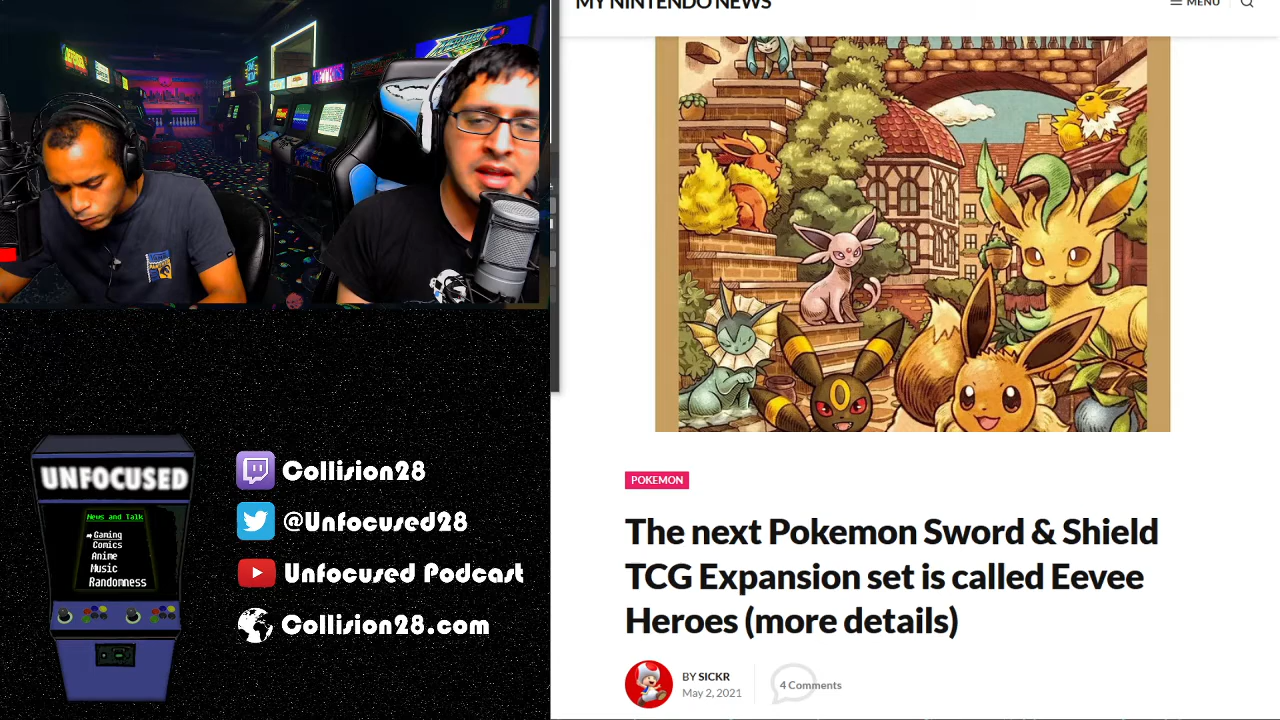 MY NINTENDO NEWS
MENU
TETRIS
UNFOCUSED
News and Talk
Gaming
Comics
Anime
Music
Randomness
Collision28
@Unfocused28
Unfocused Podcast
Collision28.com
POKEMON
The next Pokemon Sword & Shield
TCG Expansion set is called Eevee
Heroes (more details)
BY SICKR
May 2, 2021
4 Comments